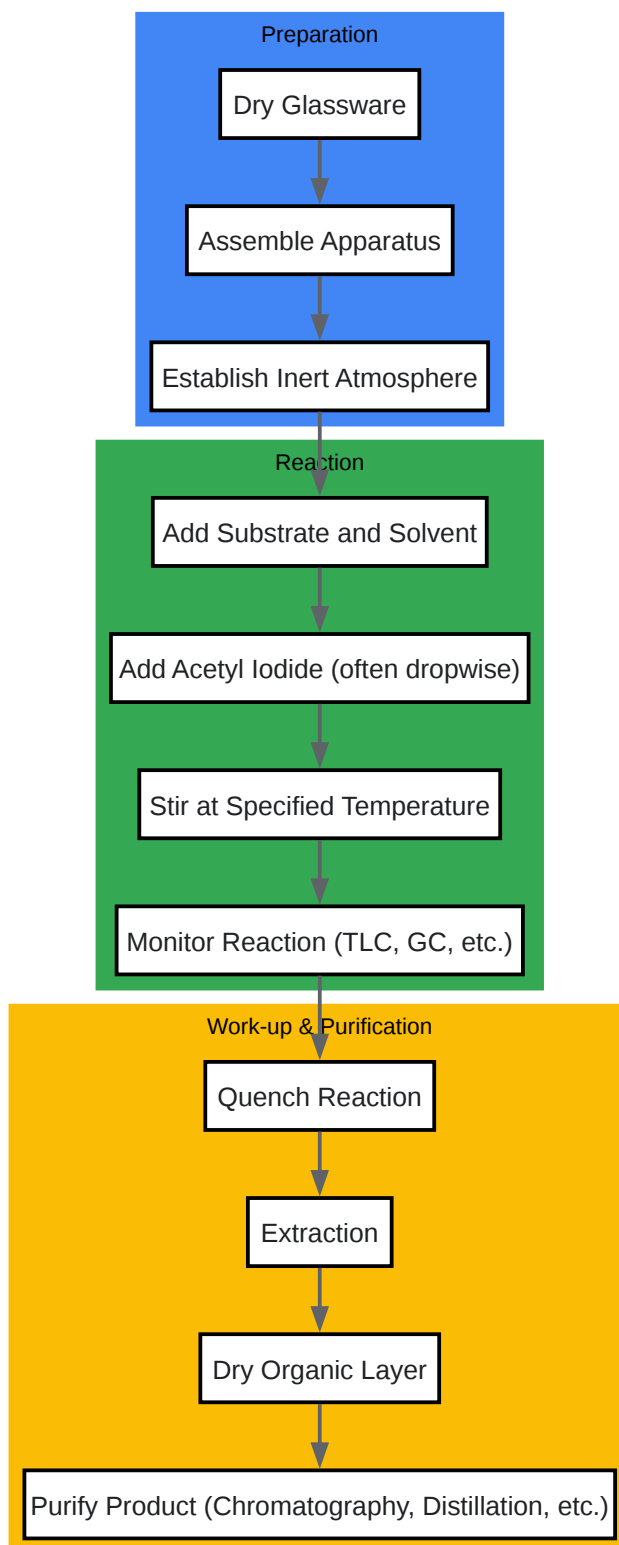 Preparation
Dry Glassware
Assemble Apparatus
Establish Inert Atmosphere
Reaction
Add Substrate and Solvent
Add Acetyl Iodide (often dropwise)
Stir at Specified Temperature
Monitor Reaction (TLC, GC, etc.)
Work-up & Purification
Quench Reaction
Extraction
Dry Organic Layer
Purify Product (Chromatography, Distillation, etc.)